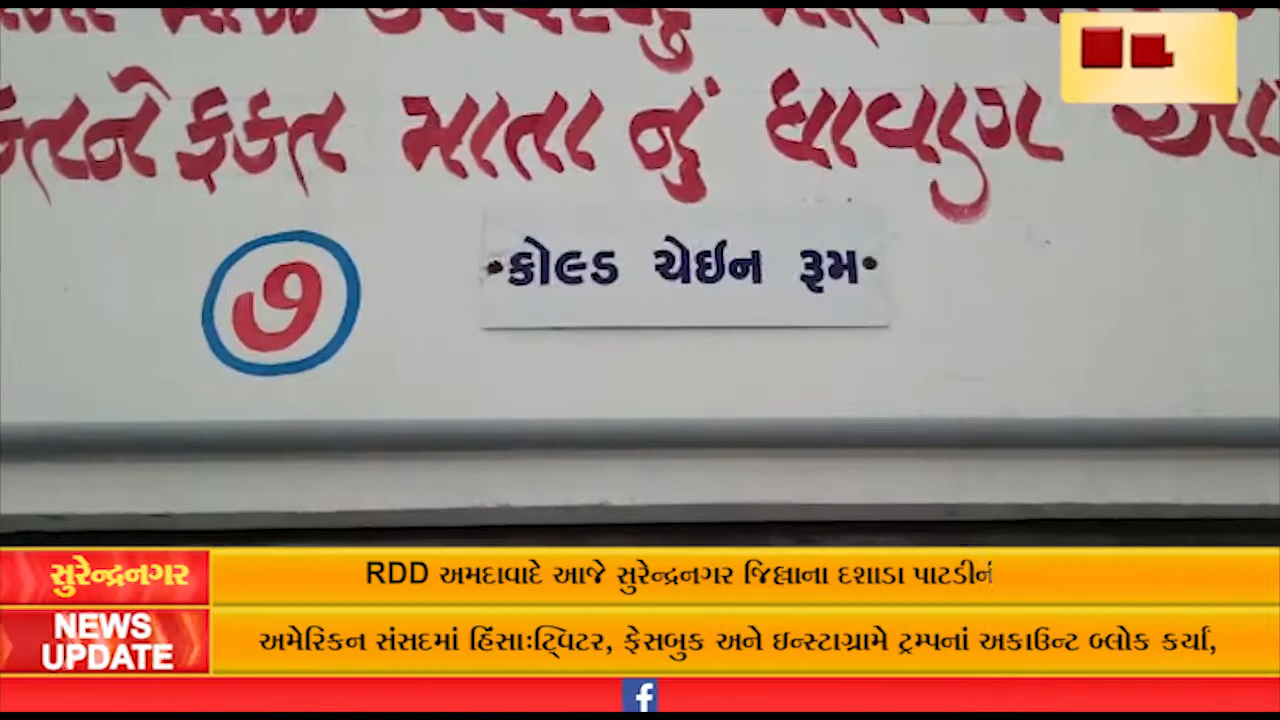 ફક્ત માતા નું ધાવણ
કોલ્ડ ચેઈન રૂમ
૭
સુરેન્દ્રનગર
RDD અમદાવાદે આજે સુરેન્દ્રનગર જિલ્લાના દશાડા પાટડીનં
NEWS UPDATE
અમેરિકન સંસદમાં હિંસાઃટ્વિટર, ફેસબુક અને ઇન્સ્ટાગ્રામે ટ્રમ્પનાં અકાઉન્ટ બ્લોક કર્યાં,
f